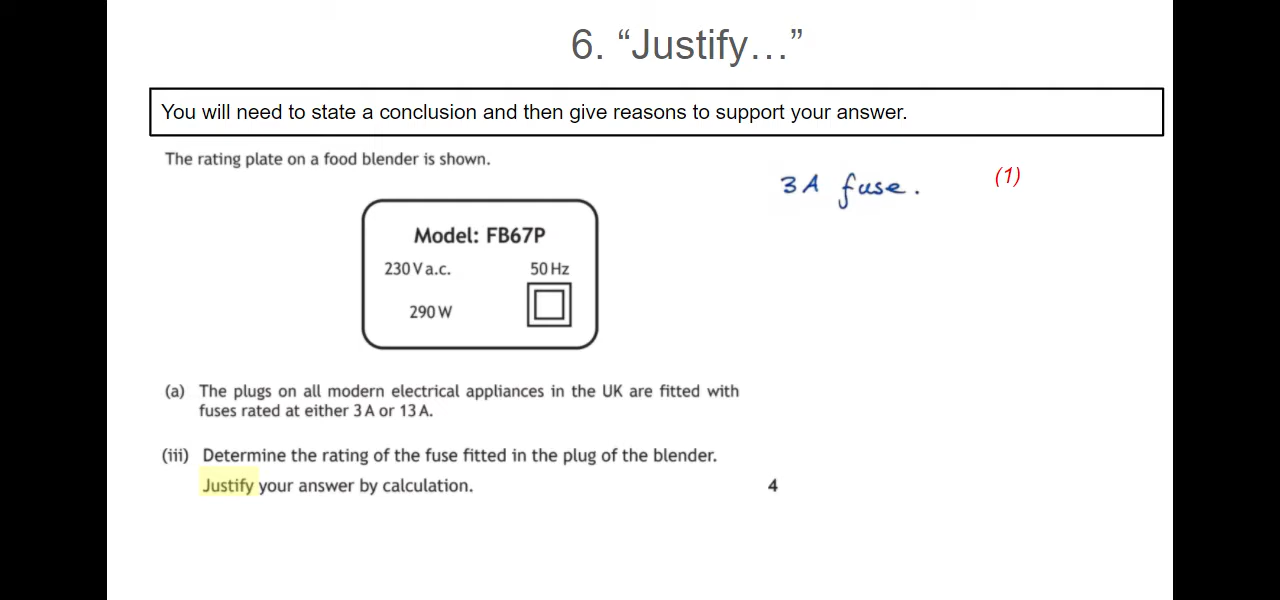 6. “Justify…”
You will need to state a conclusion and then give reasons to support your answer.
The rating plate on a food blender is shown.
3A fuse.
(1)
Model: FB67P
230 V a.c. 50 Hz
290 W
(a) The plugs on all modern electrical appliances in the UK are fitted with
fuses rated at either 3 A or 13 A.
(iii) Determine the rating of the fuse fitted in the plug of the blender.
Justify your answer by calculation.
4